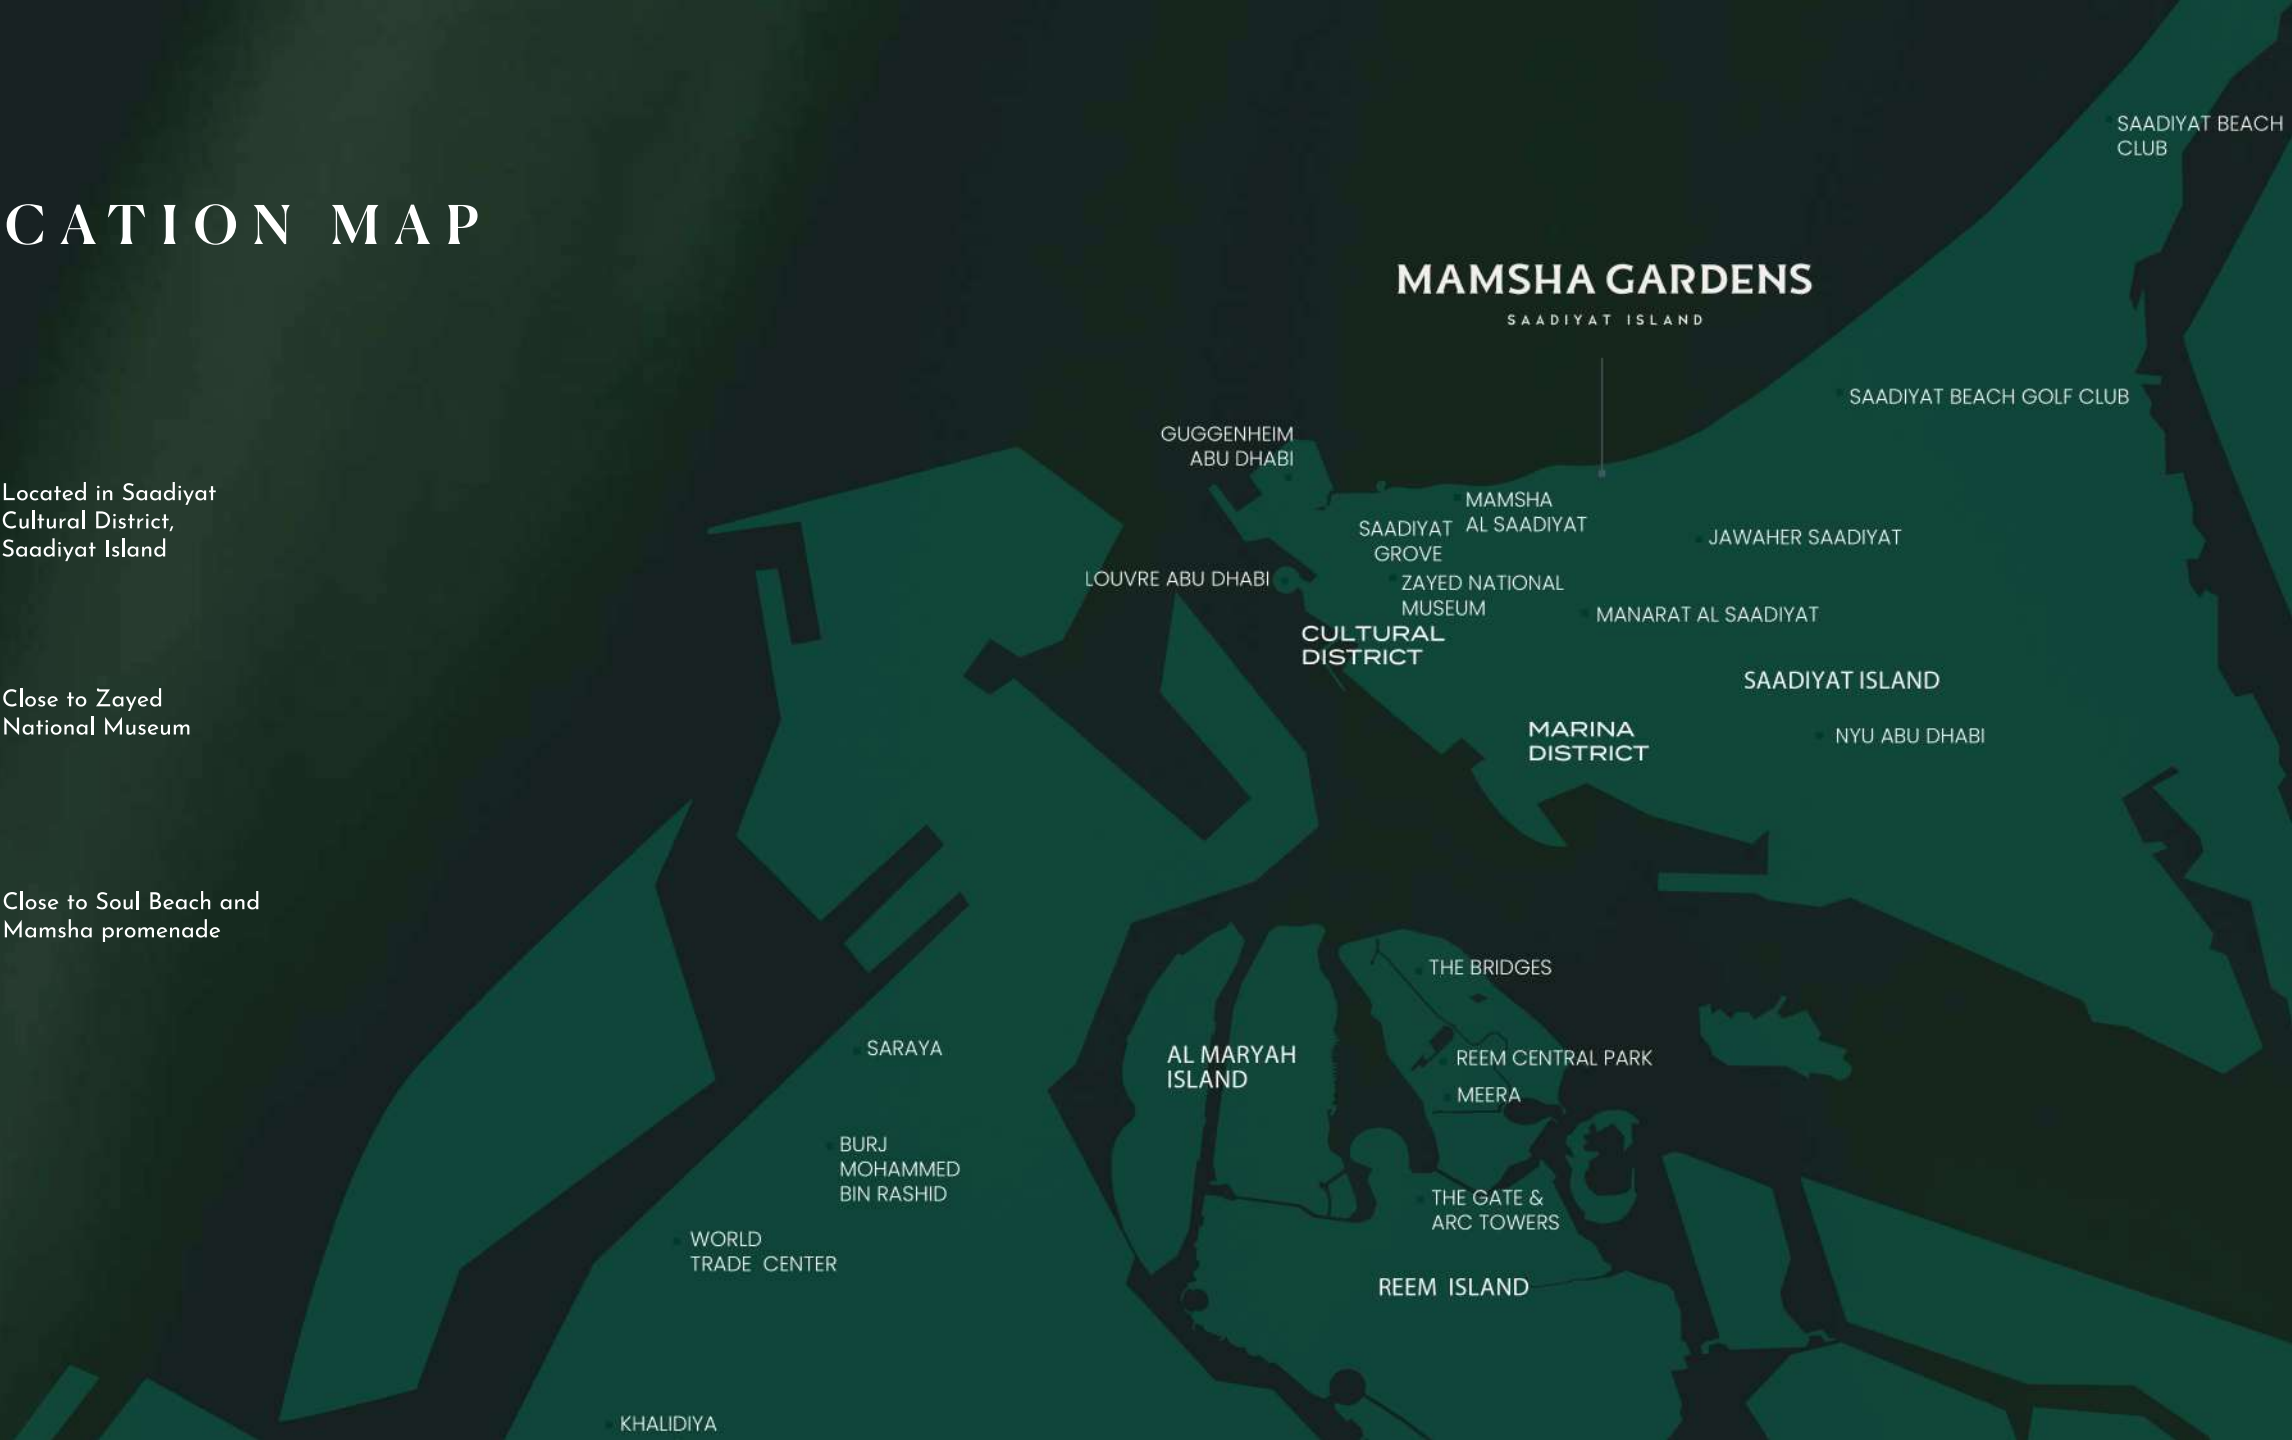 CATION MAP
Located in Saadiyat
Cultural District,
Saadiyat Island
Close to Zayed
National Museum
Close to Soul Beach and
Mamsha promenade
SAADIYAT BEACH
CLUB
MAMSHA GARDENS
SAADIYAT ISLAND
SAADIYAT BEACH GOLF CLUB
GUGGENHEIM
ABU DHABI
MAMSHA
AL SAADIYAT
SAADIYAT
GROVE
JAWAHER SAADIYAT
LOUVRE ABU DHABI
ZAYED NATIONAL
MUSEUM
MANARAT AL SAADIYAT
CULTURAL
DISTRICT
SAADIYAT ISLAND
MARINA
DISTRICT
NYU ABU DHABI
THE BRIDGES
SARAYA
AL MARYAH
ISLAND
REEM CENTRAL PARK
MEERA
BURJ
MOHAMMED
BIN RASHID
THE GATE &
ARC TOWERS
WORLD
TRADE CENTER
REEM ISLAND
KHALIDIYA